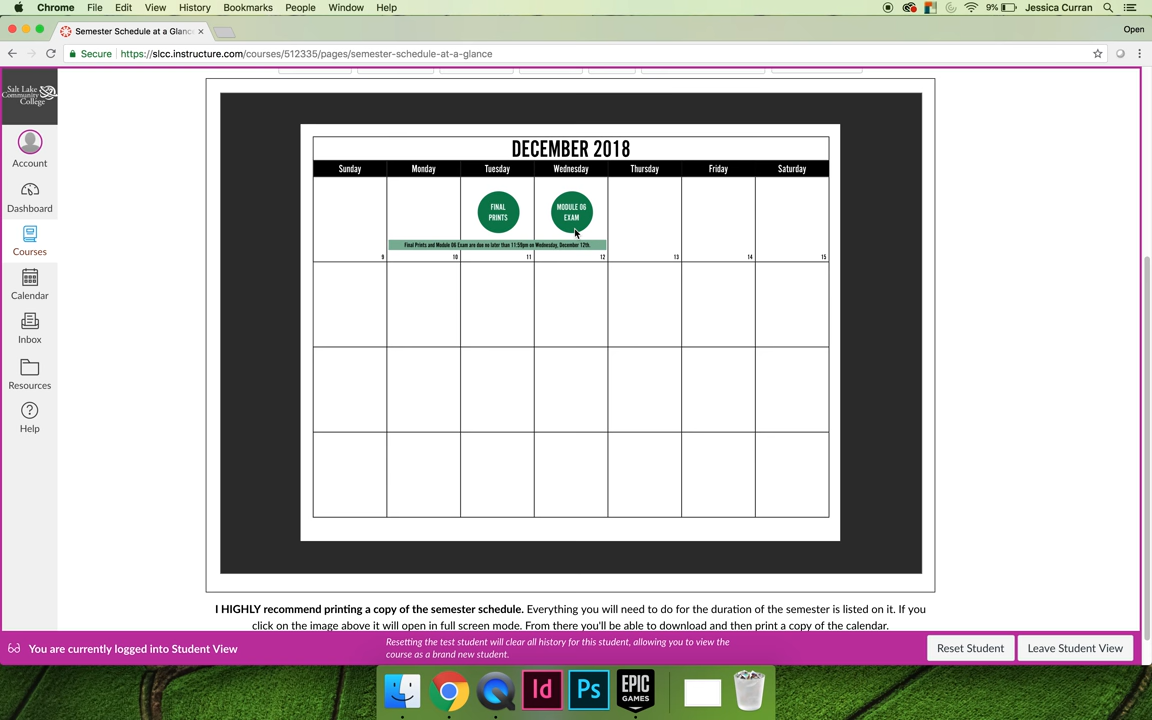 Chrome File Edit View History Bookmarks People Window Help 9% Jessica Curran
Semester Schedule at a Glanc Open
Secure https://slcc.instructure.com/courses/512335/pages/semester-schedule-at-a-glance
Salt Lake
Community
College
Account
Dashboard
Courses
Calendar
Inbox
Resources
Help
DECEMBER 2018
Sunday Monday Tuesday Wednesday Thursday Friday Saturday
FINAL
PRINTS
MODULE 06
EXAM
Final Prints and Module 06 Exam are due no later than 11:59pm on Wednesday, December 12th.
9 10 11 12 13 14 15
I HIGHLY recommend printing a copy of the semester schedule. Everything you will need to do for the duration of the semester is listed on it. If you
click on the image above it will open in full screen mode. From there you'll be able to download and then print a copy of the calendar.
You are currently logged into Student View
Resetting the test student will clear all history for this student, allowing you to view the
course as a brand new student.
Reset Student Leave Student View
Id Ps EPIC
GAMES